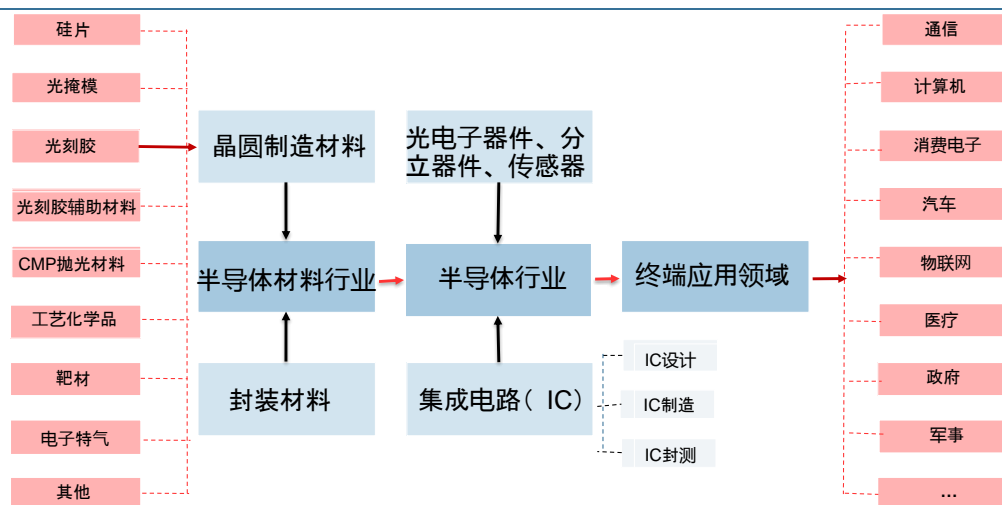 硅片
光掩模
光刻胶
光刻胶辅助材料
CMP抛光材料
工艺化学品
靶材
电子特气
其他
晶圆制造材料
半导体材料行业
封装材料
光电子器件、分
立器件、传感器
半导体行业
集成电路( IC)
IC设计
IC制造
IC封测
终端应用领域
通信
计算机
消费电子
汽车
物联网
医疗
政府
军事
...